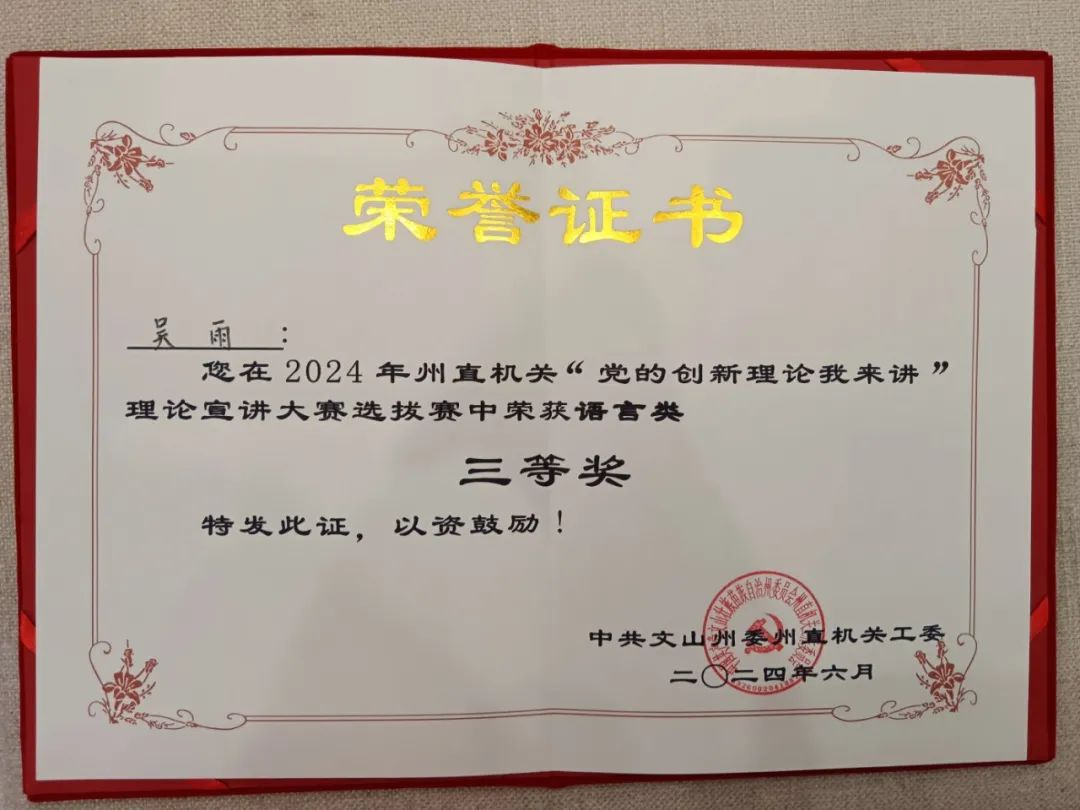 荣誉证书
吴雨：
您在2024年州直机关“党的创新理论我来讲”
理论宣讲大赛选拔赛中荣获语言类
三等奖
特发此证，以资鼓励！
中共文山州委州直机关工委
二〇二四年六月